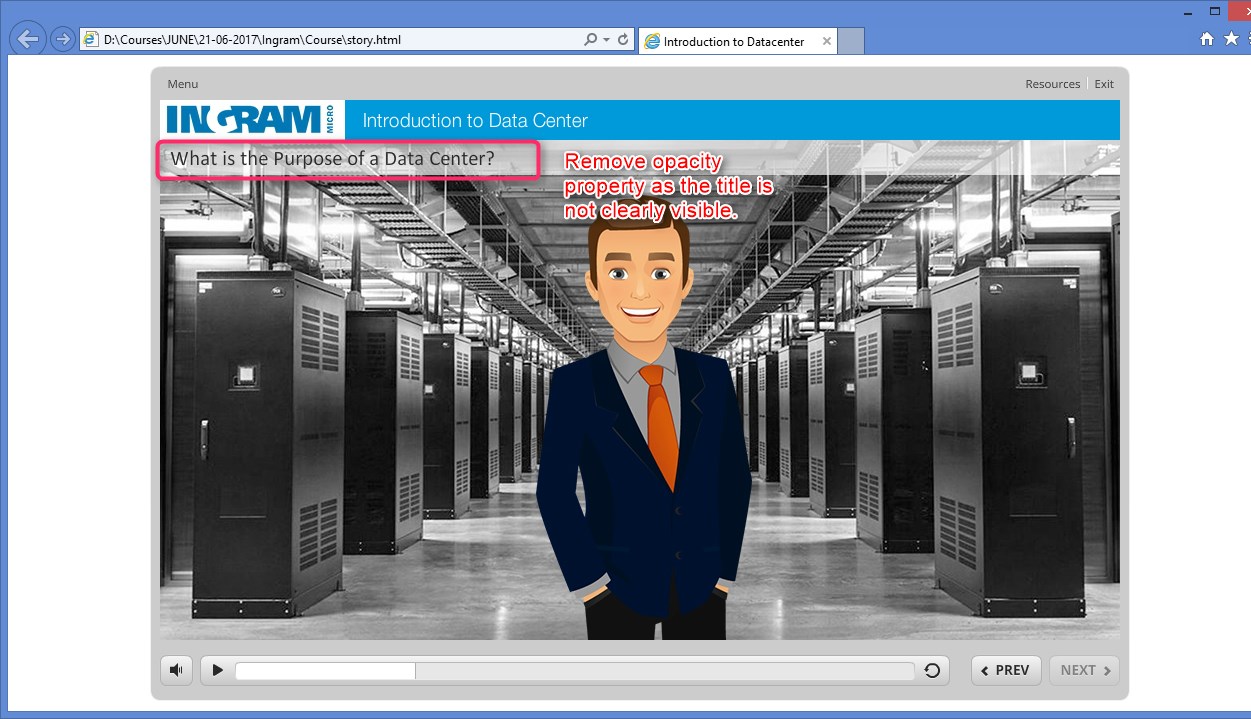 D:\Courses\JUNE\21-06-2017\Ingram\Course\story.html
Introduction to Datacenter
Menu
Resources
Exit
INGRAM MICRO
Introduction to Data Center
What is the Purpose of a Data Center?
Remove opacity
property as the title is
not clearly visible.
PREV
NEXT